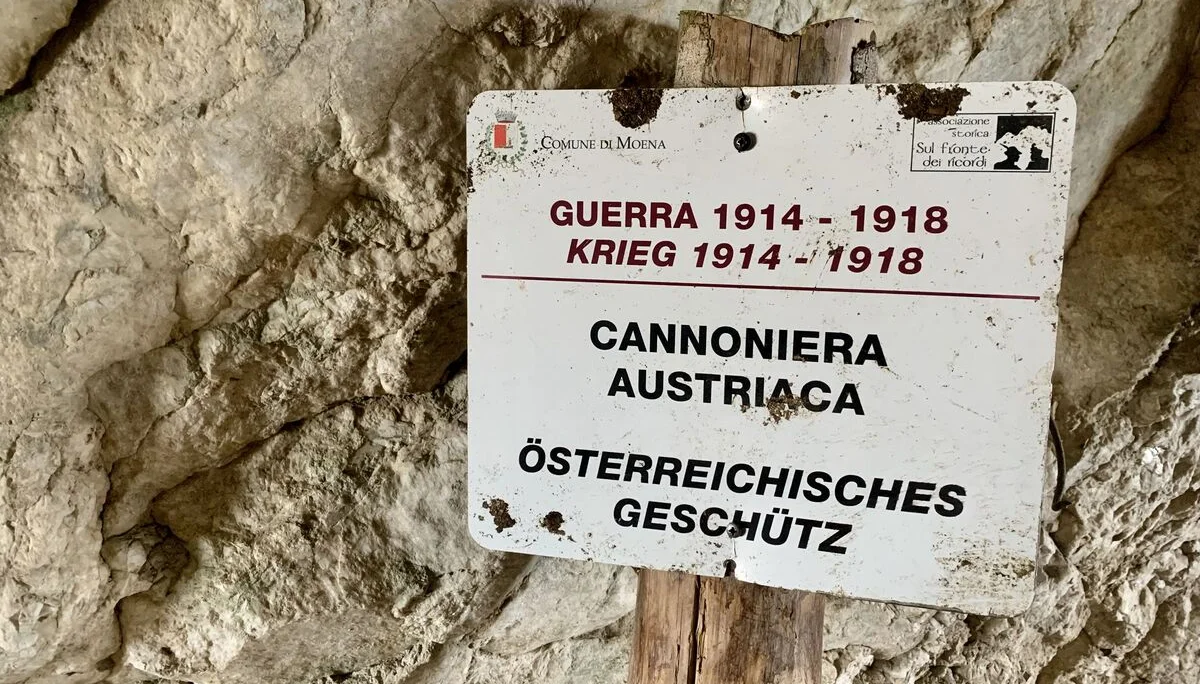 COMUNE DI MOENA
associazione
storica
Sul fronte
dei ricordi
GUERRA 1914 - 1918
KRIEG 1914 - 1918
CANNONIERA
AUSTRIACA
ÖSTERREICHISCHES
GESCHÜTZ